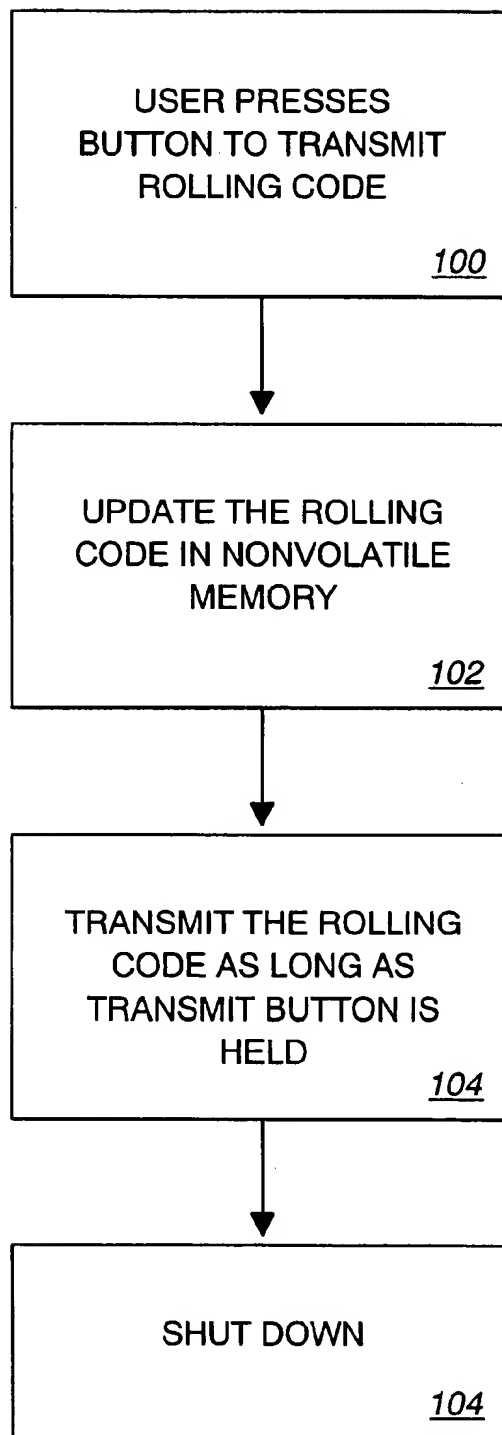 USER PRESSES
BUTTON TO TRANSMIT
ROLLING CODE
100
UPDATE THE ROLLING
CODE IN NONVOLATILE
MEMORY
102
TRANSMIT THE ROLLING
CODE AS LONG AS
TRANSMIT BUTTON IS
HELD
104
SHUT DOWN
104